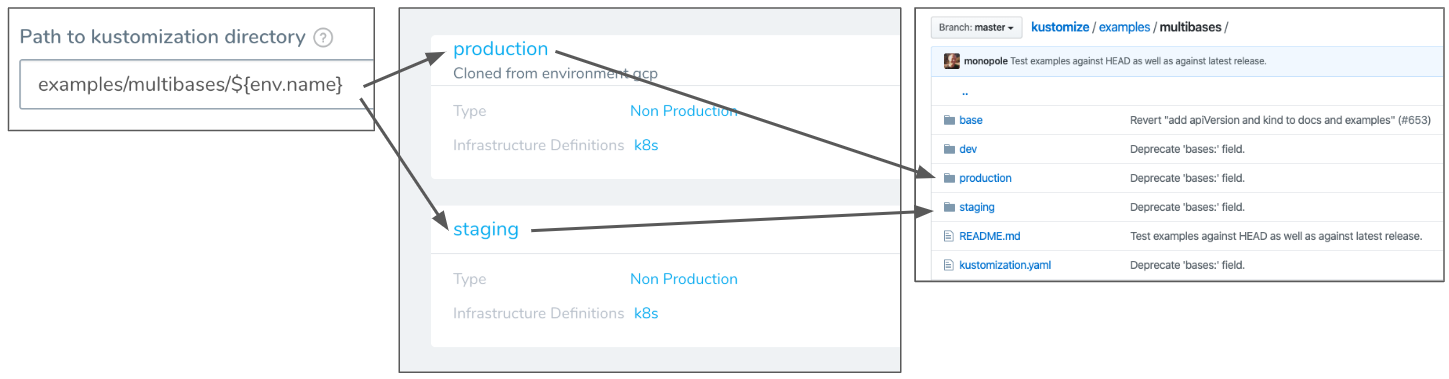 Path to kustomization directory ?
examples/multibases/${env.name}
production
Cloned from environment gcp
Type Non Production
Infrastructure Definitions k8s
staging
Type Non Production
Infrastructure Definitions k8s
Branch: master kustomize / examples / multibases /
monopole Test examples against HEAD as well as against latest release.
..
base Revert "add apiVersion and kind to docs and examples" (#653)
dev Deprecate 'bases:' field.
production Deprecate 'bases:' field.
staging Deprecate 'bases:' field.
README.md Test examples against HEAD as well as against latest release.
kustomization.yaml Deprecate 'bases:' field.